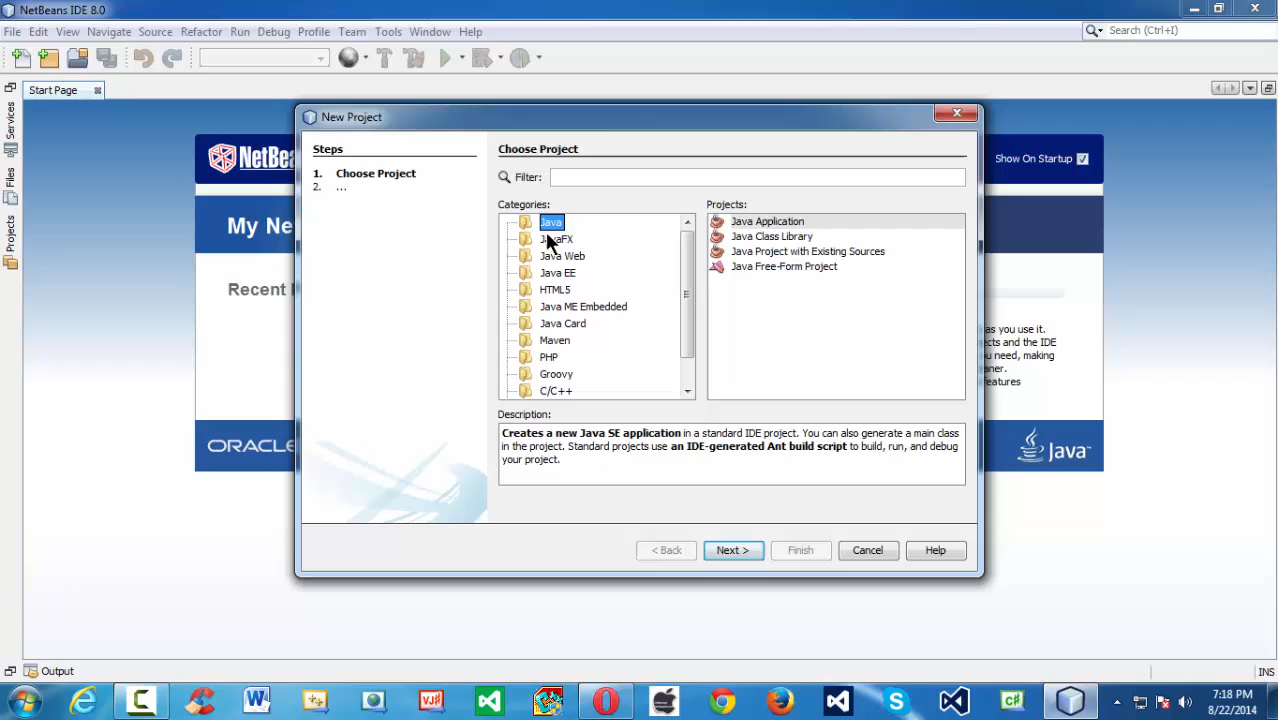 NetBeans IDE 8.0
File Edit View Navigate Source Refactor Run Debug Profile Team Tools Window Help
Search (Ctrl+I)
Start Page
Services
Files
Projects
Show On Startup
My Ne
Recent
as you use it.
ects and the IDE
u need, making
features
ORACLE
Java
New Project
Steps
1. Choose Project
2. ...
Choose Project
Filter:
Categories:
Java
JavaFX
Java Web
Java EE
HTML5
Java ME Embedded
Java Card
Maven
PHP
Groovy
C/C++
Projects:
Java Application
Java Class Library
Java Project with Existing Sources
Java Free-Form Project
Description:
Creates a new Java SE application in a standard IDE project. You can also generate a main class
in the project. Standard projects use an IDE-generated Ant build script to build, run, and debug
your project.
< Back Next > Finish Cancel Help
Output
INS
7:18 PM
8/22/2014